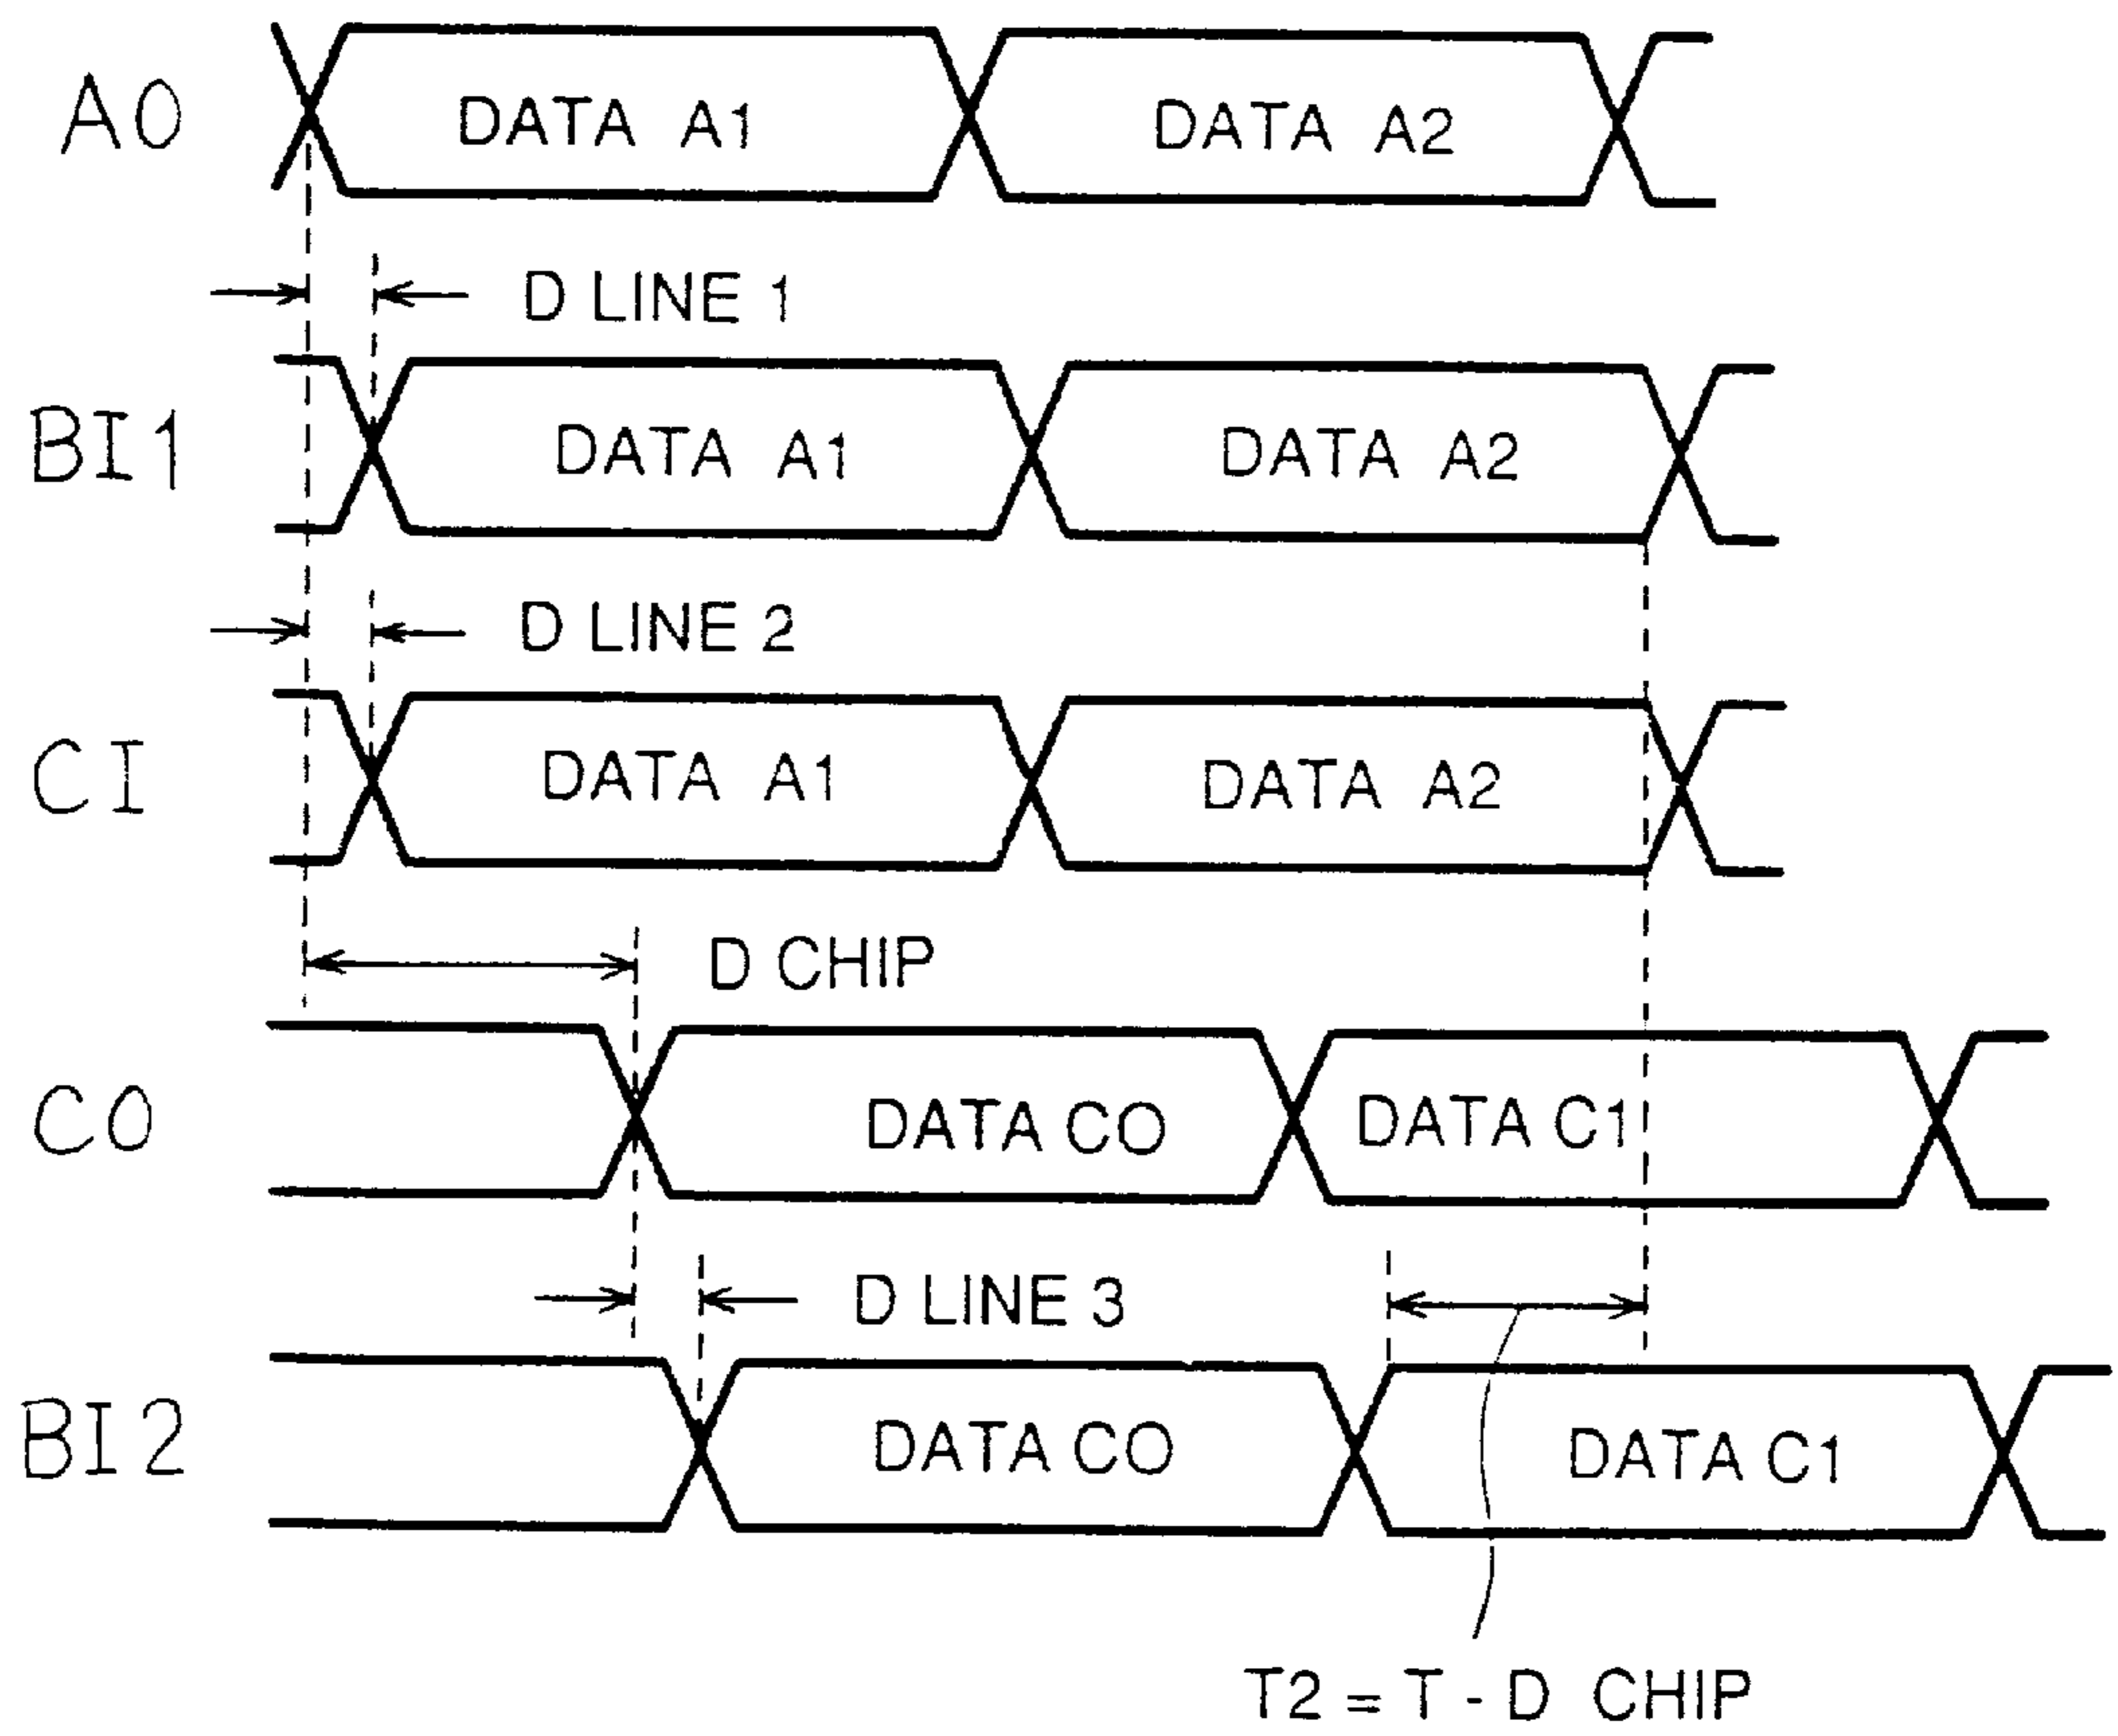 A0 DATA A1 DATA A2
D LINE 1
BI1 DATA A1 DATA A2
D LINE 2
CI DATA A1 DATA A2
D CHIP
CO DATA CO DATA C1
D LINE 3
BI2 DATA CO DATA C1
T2 = T - D CHIP